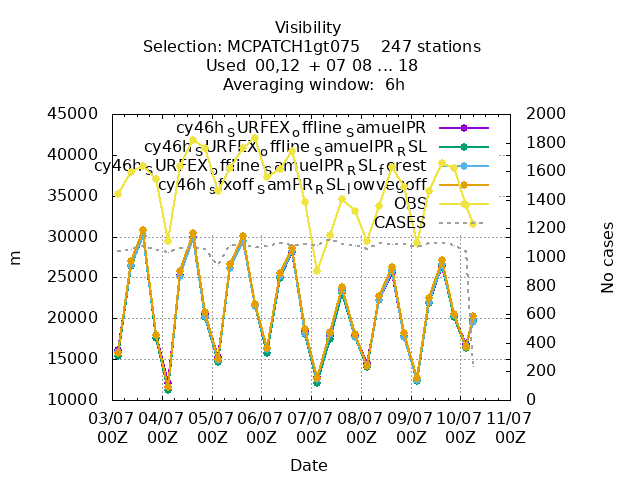 Visibility
Selection: MCPATCH1gt075    247 stations
Used  00,12  + 07 08 ... 18
Averaging window:  6h
45000
40000
35000
30000
25000
20000
15000
10000
m
2000
1800
1600
1400
1200
1000
800
600
400
200
0
No cases
cy46h_SURFEX_offline_SamuelPR
cy46h_SURFEX_offline_SamuelPR_RSL
cy46h_SURFEX_offline_SamuelPR_RSL_forest
cy46h_Sfxoff_SamPR_RSL_lowvegoff
OBS
CASES
03/07 04/07 05/07 06/07 07/07 08/07 09/07 10/07 11/07
00Z 00Z 00Z 00Z 00Z 00Z 00Z 00Z 00Z
Date